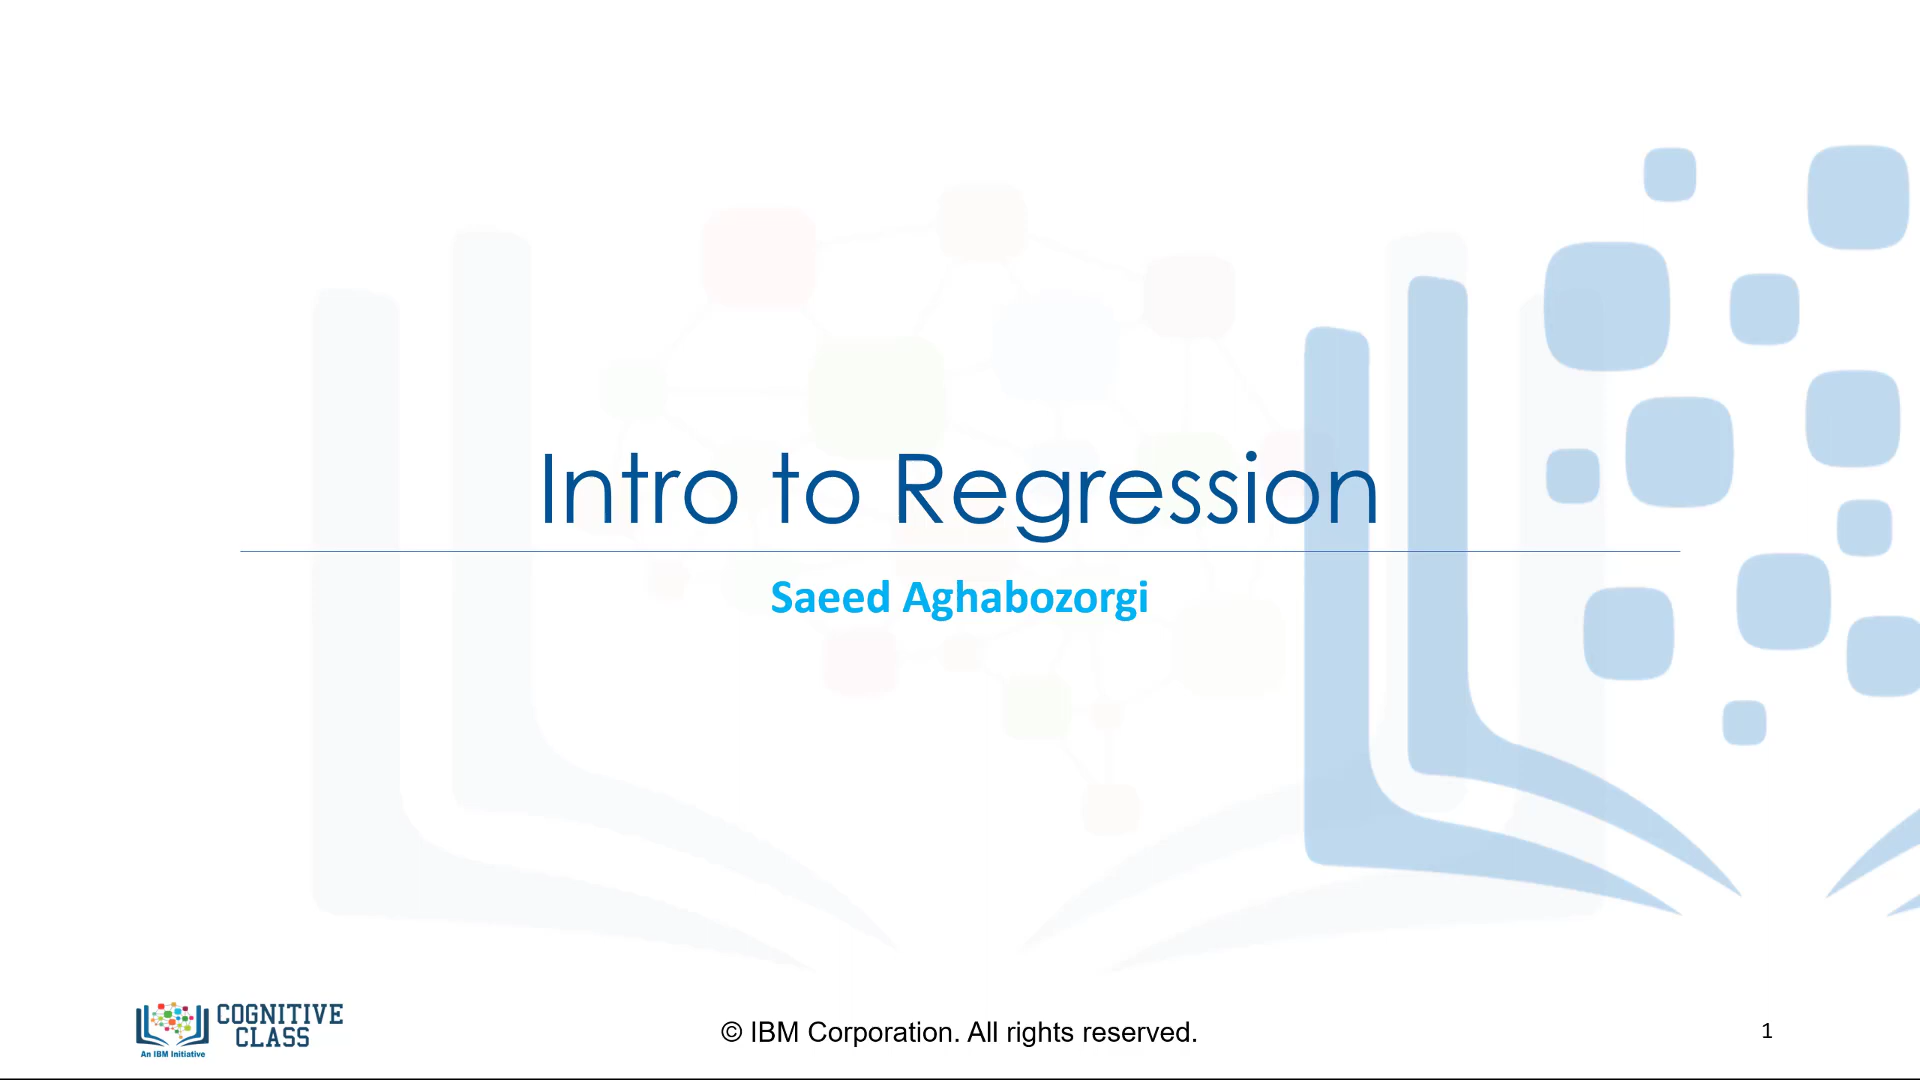 Intro to Regression
Saeed Aghabozorgi
COGNITIVE
CLASS
An IBM Initiative
© IBM Corporation. All rights reserved.
1